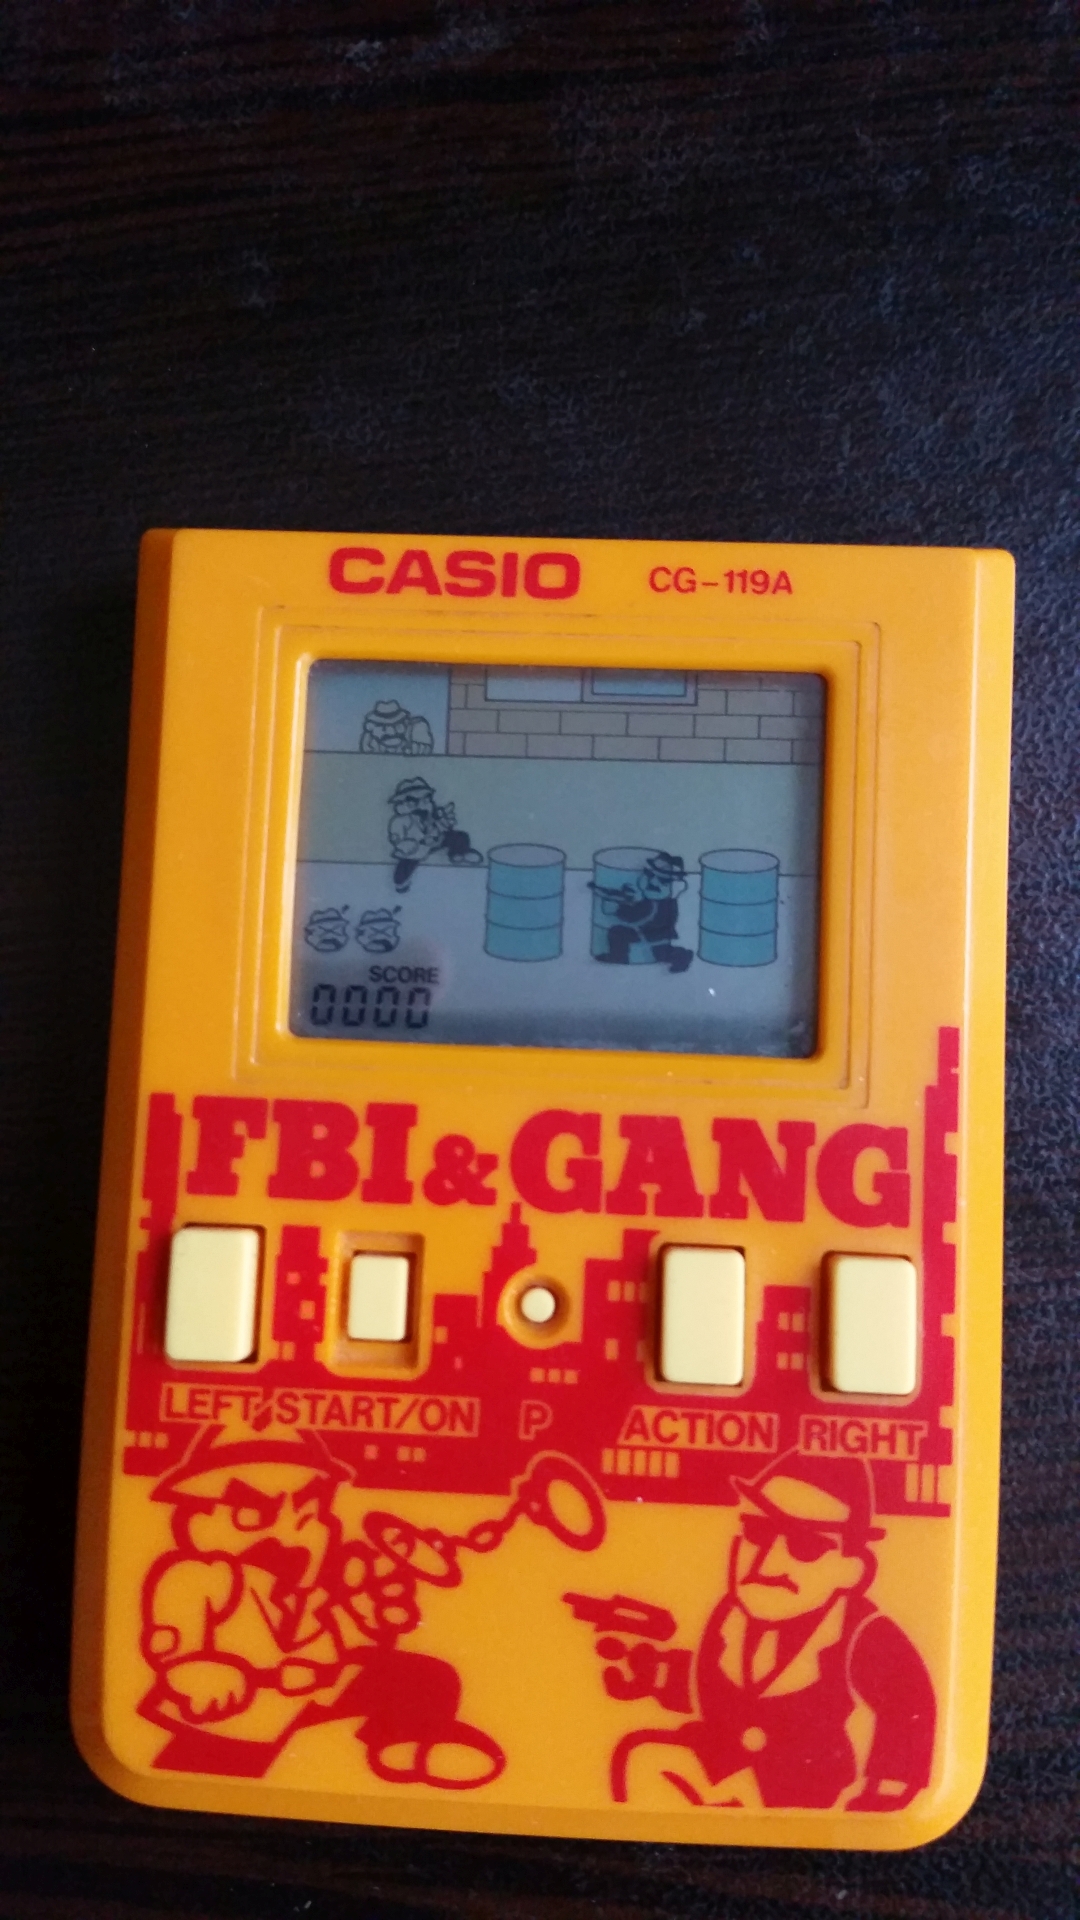 CASIO CG-119A
SCORE
0000
FBI&GANG
LEFT START/ON P ACTION RIGHT